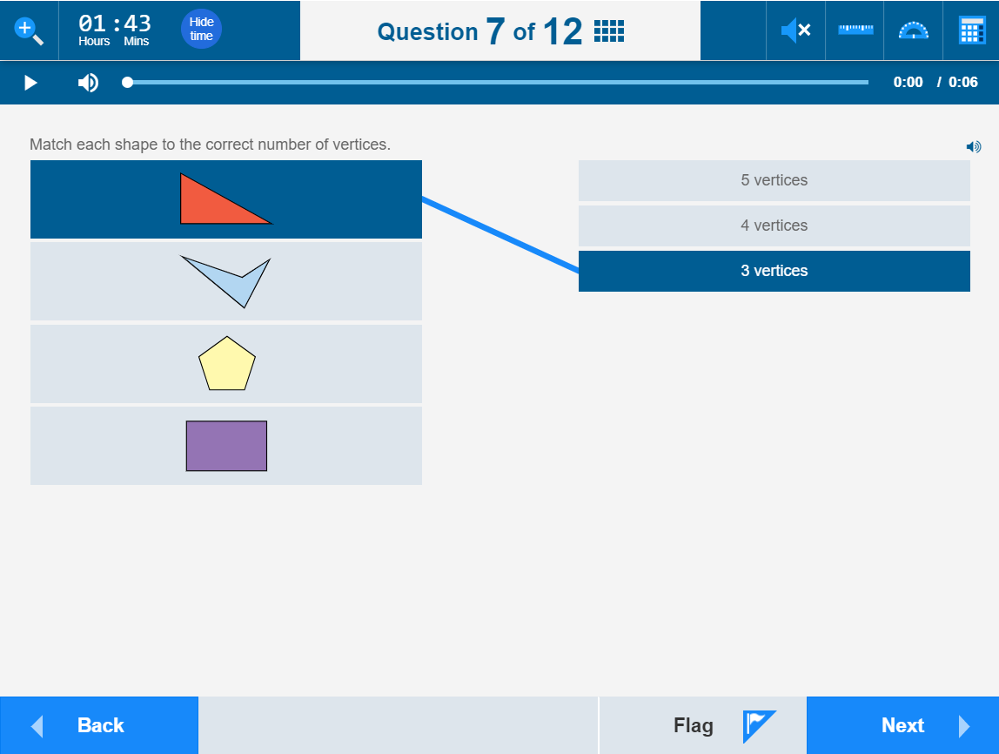 01 : 43
Hours Mins
Hide
time
Question 7 of 12
0:00 / 0:06
Match each shape to the correct number of vertices.
5 vertices
4 vertices
3 vertices
Back
Flag
Next